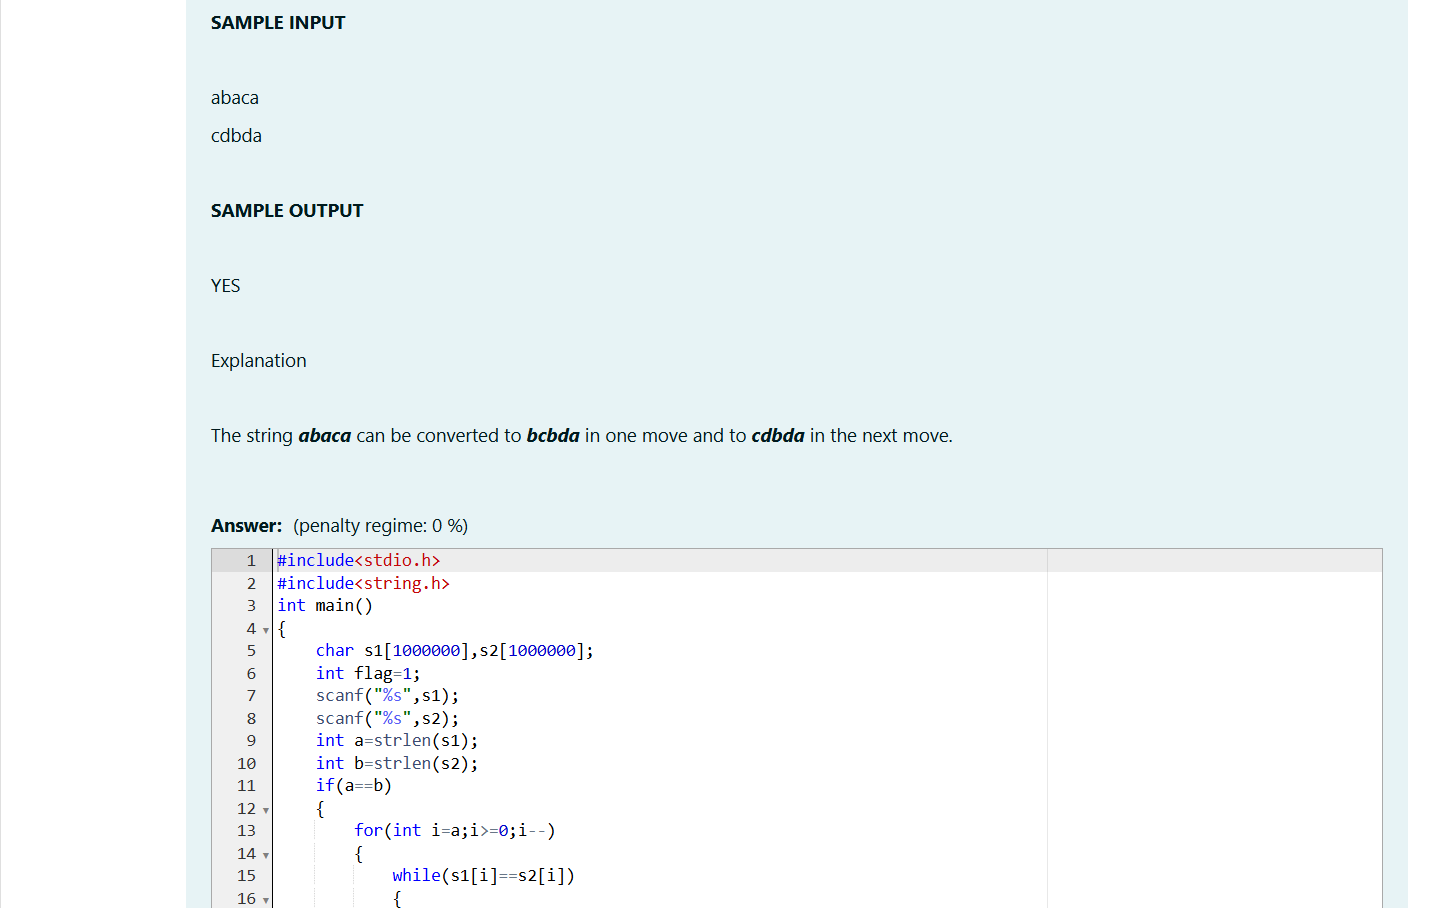 SAMPLE INPUT
abaca
cdbda
SAMPLE OUTPUT
YES
Explanation
The string abaca can be converted to bcbda in one move and to cdbda in the next move.
Answer: (penalty regime: 0 %)
1 #include<stdio.h>
2 #include<string.h>
3 int main()
4 {
5 char s1[1000000],s2[1000000];
6 int flag=1;
7 scanf("%s",s1);
8 scanf("%s",s2);
9 int a=strlen(s1);
10 int b=strlen(s2);
11 if(a==b)
12 {
13 for(int i=a;i>=0;i--)
14 {
15 while(s1[i]==s2[i])
16 {